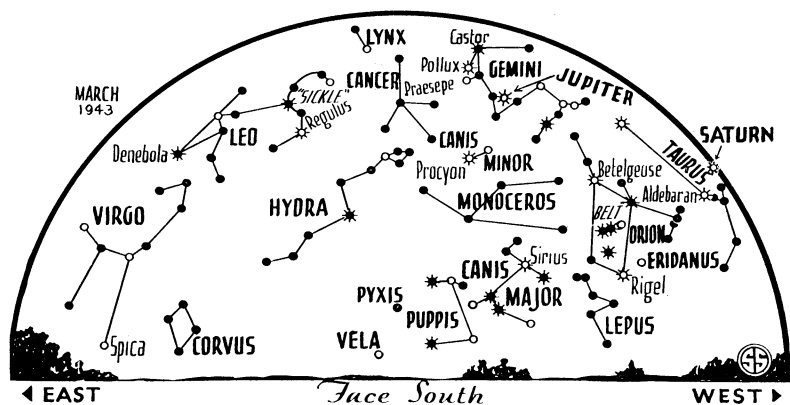 LYNX
Castor
Pollux
GEMINI
JUPITER
CANCER
Praesepe
MARCH
1943
"SICKLE"
Regulus
LEO
Denebola
CANIS
MINOR
Procyon
SATURN
TAURUS
Betelgeuse
Aldebaran
VIRGO
HYDRA
MONOCEROS
BELT
ORION
ERIDANUS
CANIS
MAJOR
Sirius
Rigel
PYXIS
PUPPIS
LEPUS
Spica
CORVUS
VELA
SS
EAST
Face South
WEST